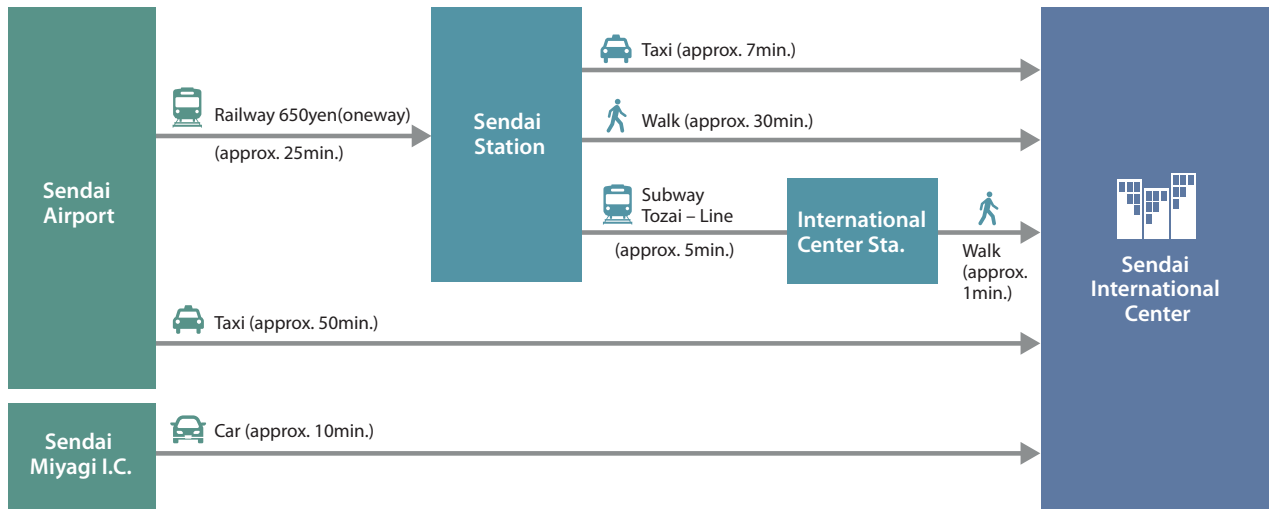 Sendai
Airport
Railway 650yen(oneway)
(approx. 25min.)
Sendai
Station
Taxi (approx. 7min.)
Walk (approx. 30min.)
Subway
Tozai – Line
(approx. 5min.)
International
Center Sta.
Walk
(approx.
1min.)
Taxi (approx. 50min.)
Sendai
Miyagi I.C.
Car (approx. 10min.)
Sendai
International
Center